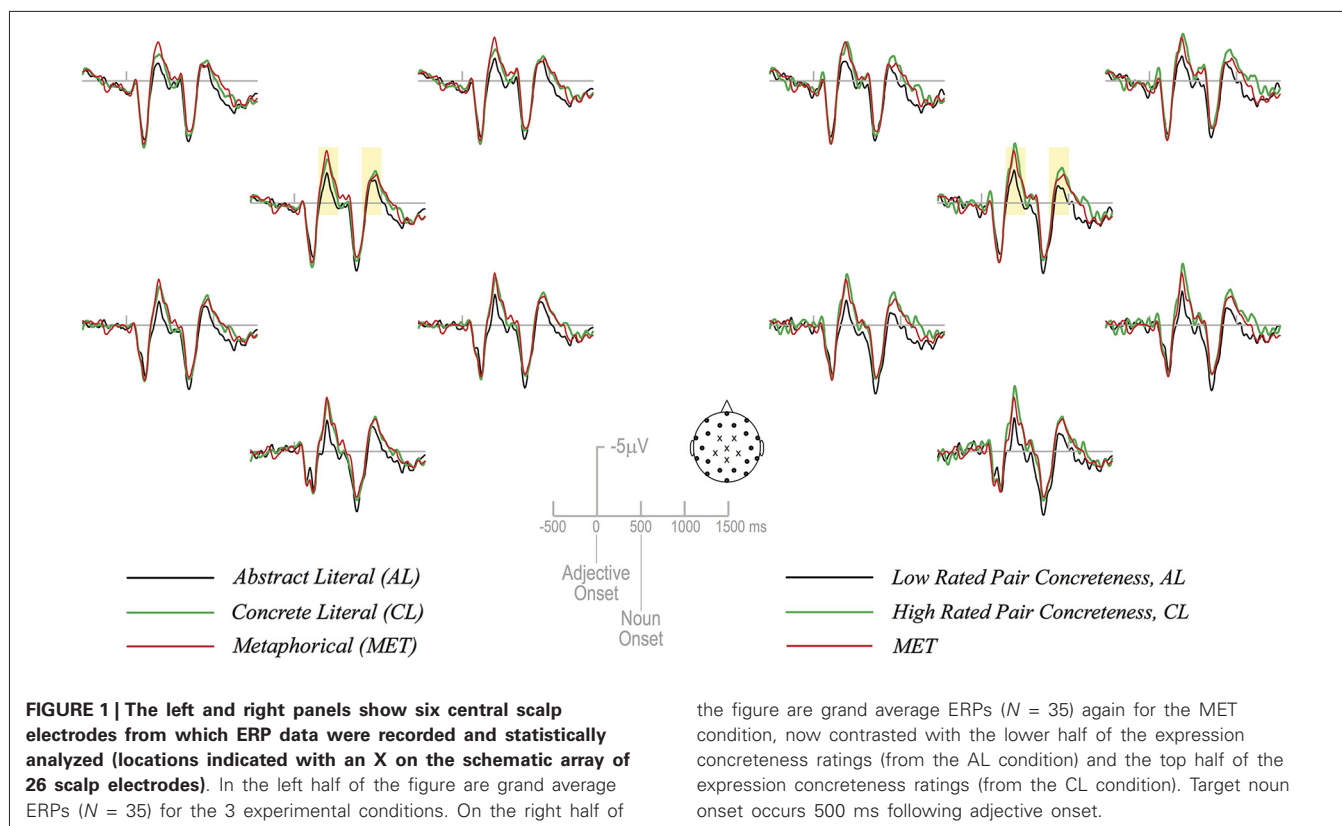 -5μV
-500 0 500 1000 1500 ms
Adjective
Onset
Noun
Onset
Abstract Literal (AL)
Concrete Literal (CL)
Metaphorical (MET)
Low Rated Pair Concreteness, AL
High Rated Pair Concreteness, CL
MET
FIGURE 1 | The left and right panels show six central scalp
electrodes from which ERP data were recorded and statistically
analyzed (locations indicated with an X on the schematic array of
26 scalp electrodes). In the left half of the figure are grand average
ERPs (N = 35) for the 3 experimental conditions. On the right half of
the figure are grand average ERPs (N = 35) again for the MET
condition, now contrasted with the lower half of the expression
concreteness ratings (from the AL condition) and the top half of the
expression concreteness ratings (from the CL condition). Target noun
onset occurs 500 ms following adjective onset.